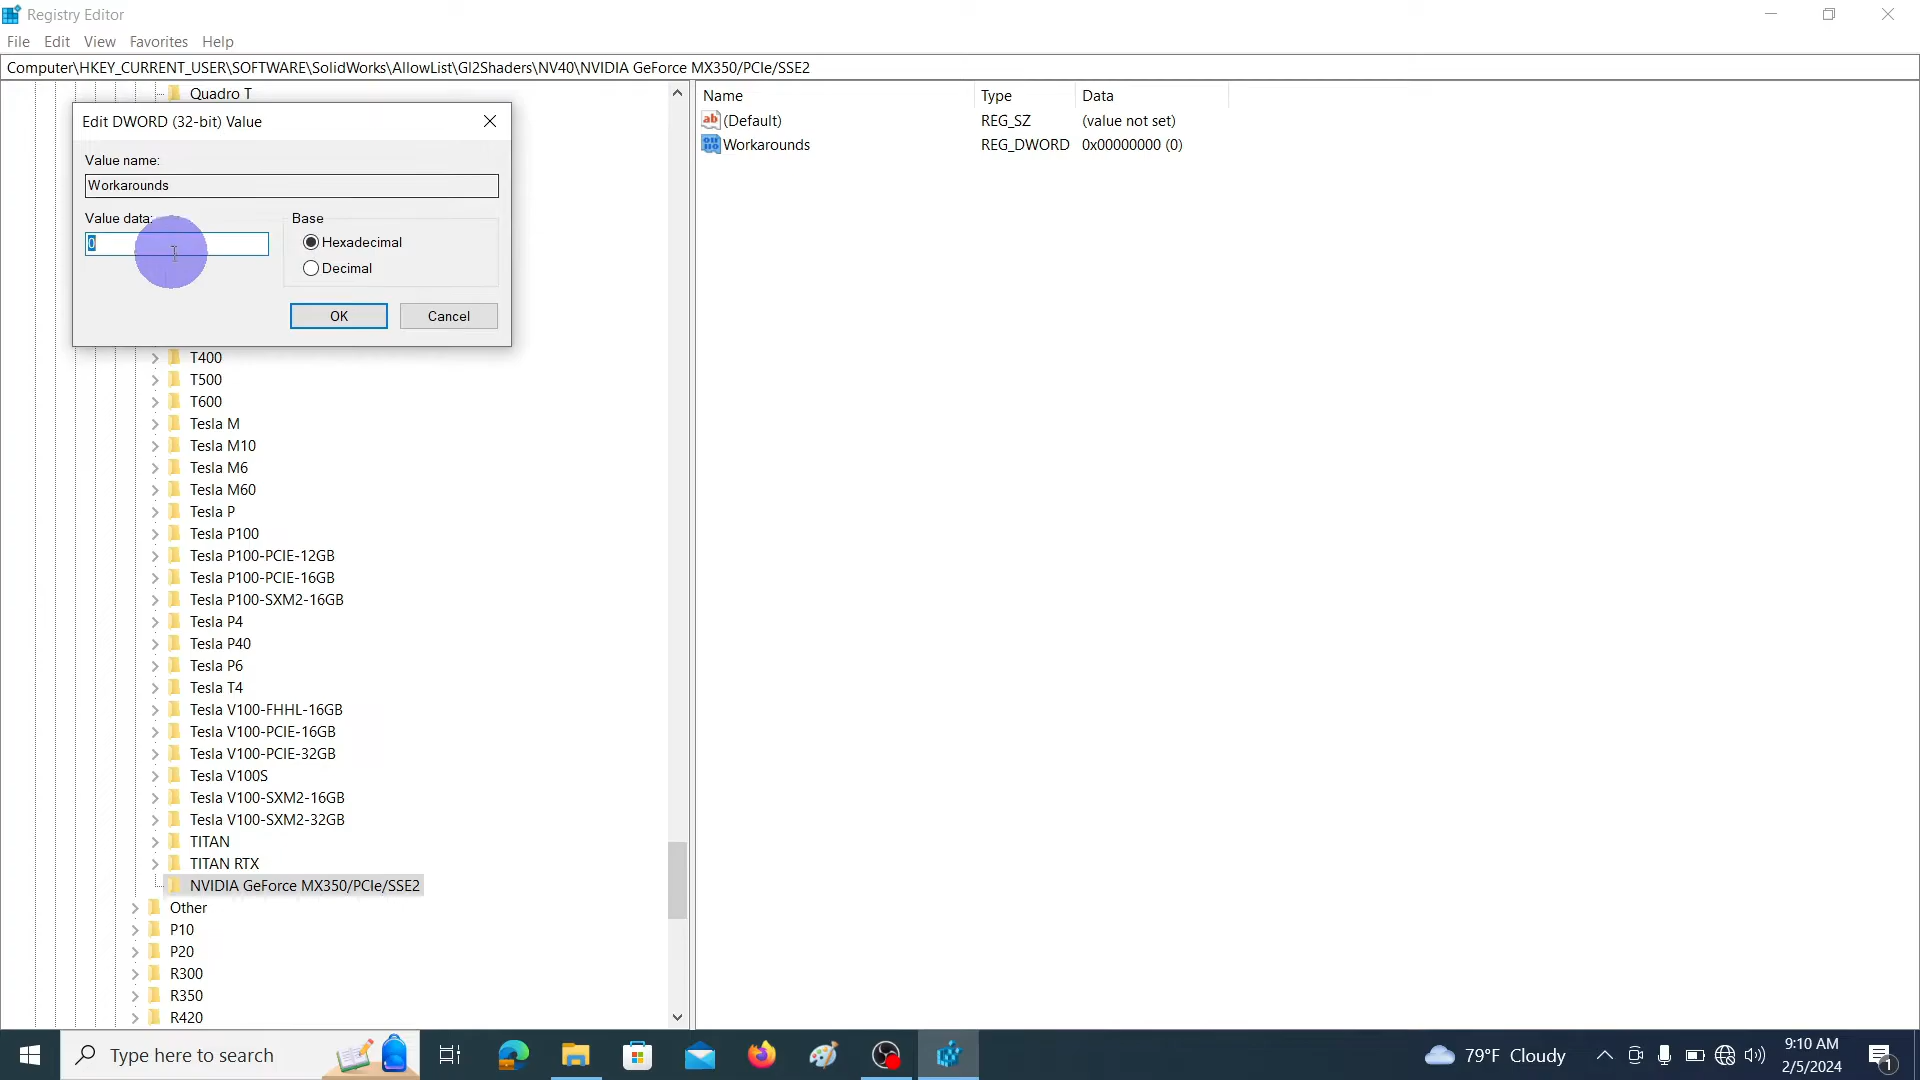 Registry Editor
File Edit View Favorites Help
Computer\HKEY_CURRENT_USER\SOFTWARE\SolidWorks\AllowList\Gl2Shaders\NV40\NVIDIA GeForce MX350/PCIe/SSE2
Quadro T
Edit DWORD (32-bit) Value
Value name:
Workarounds
Value data:
0
Base
Hexadecimal
Decimal
OK Cancel
T400
T500
T600
Tesla M
Tesla M10
Tesla M6
Tesla M60
Tesla P
Tesla P100
Tesla P100-PCIE-12GB
Tesla P100-PCIE-16GB
Tesla P100-SXM2-16GB
Tesla P4
Tesla P40
Tesla P6
Tesla T4
Tesla V100-FHHL-16GB
Tesla V100-PCIE-16GB
Tesla V100-PCIE-32GB
Tesla V100S
Tesla V100-SXM2-16GB
Tesla V100-SXM2-32GB
TITAN
TITAN RTX
NVIDIA GeForce MX350/PCIe/SSE2
Other
P10
P20
R300
R350
R420
Name Type Data
(Default) REG_SZ (value not set)
Workarounds REG_DWORD 0x00000000 (0)
Type here to search
79°F Cloudy
9:10 AM
2/5/2024
1